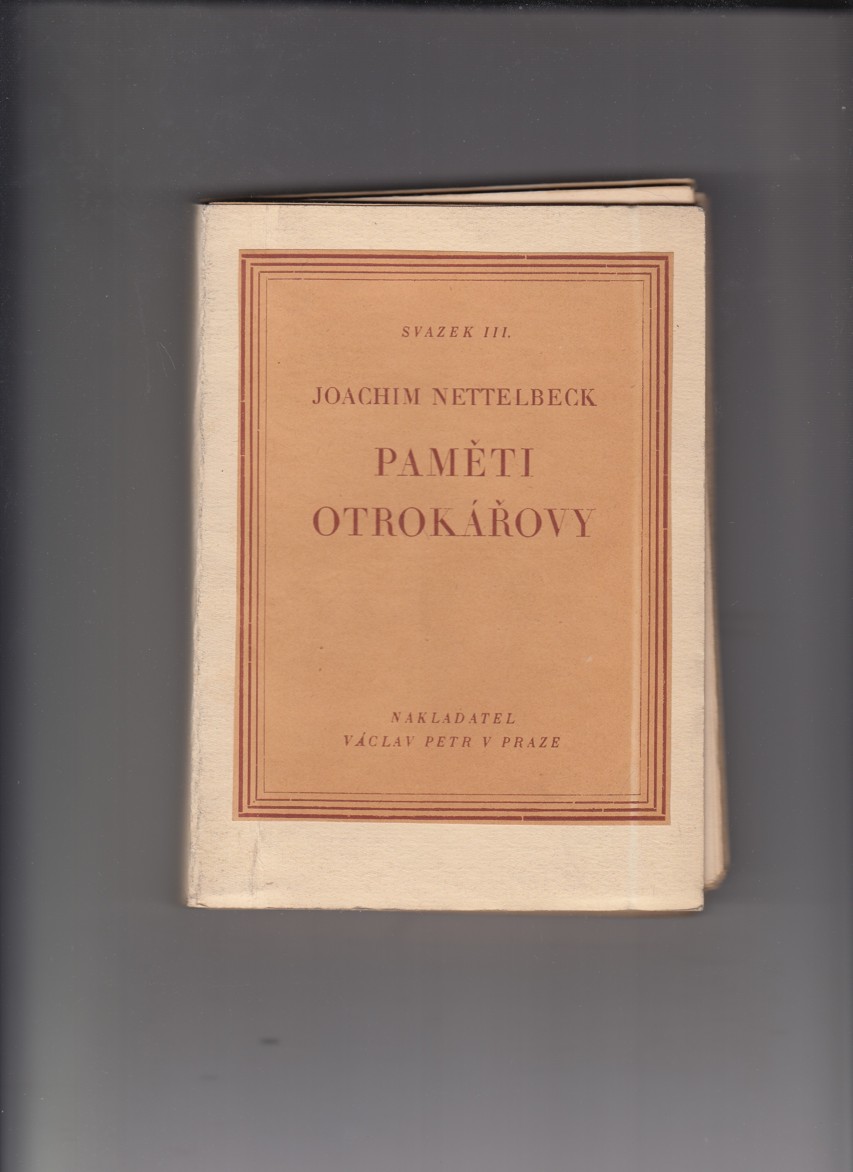 SVAZEK III.
JOACHIM NETTELBECK
PAMĚTI
OTROKÁŘOVY
NAKLADATEL
VÁCLAV PETR V PRAZE